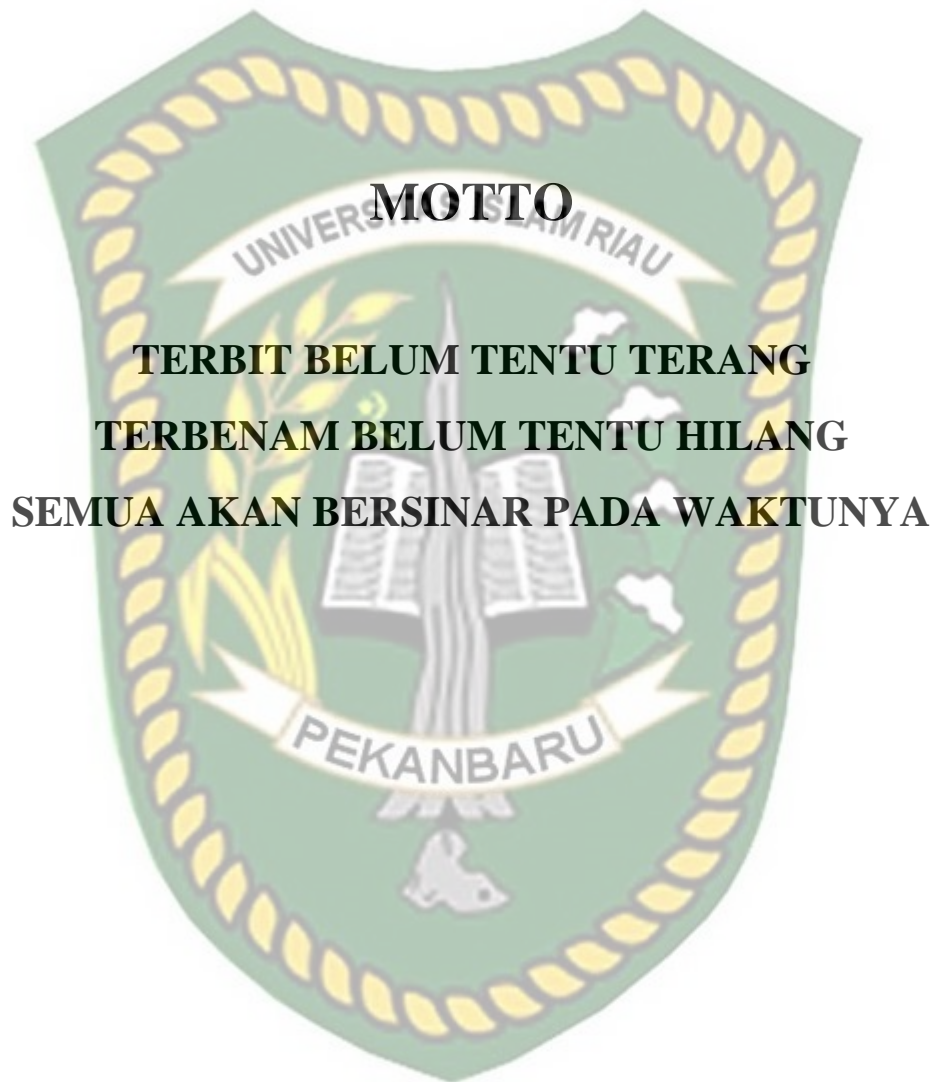 MOTTO
UNIVERSITAS ISLAM RIAU
TERBIT BELUM TENTU TERANG
TERBENAM BELUM TENTU HILANG
SEMUA AKAN BERSINAR PADA WAKTUNYA
PEKANBARU